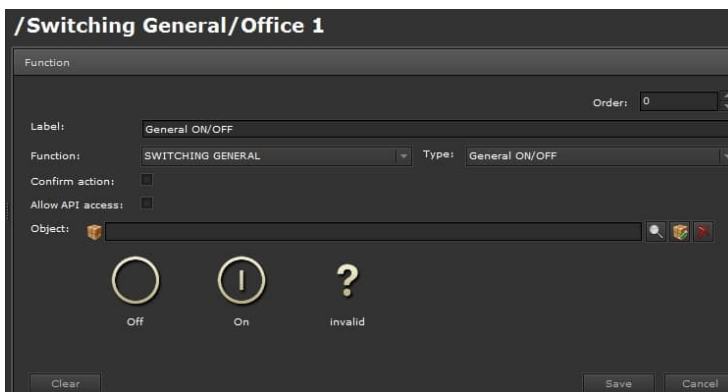 /Switching General/Office 1
Function
Order: 0
Label: General ON/OFF
Function: SWITCHING GENERAL Type: General ON/OFF
Confirm action:
Allow API access:
Object:
Off On invalid
Clear Save Cancel